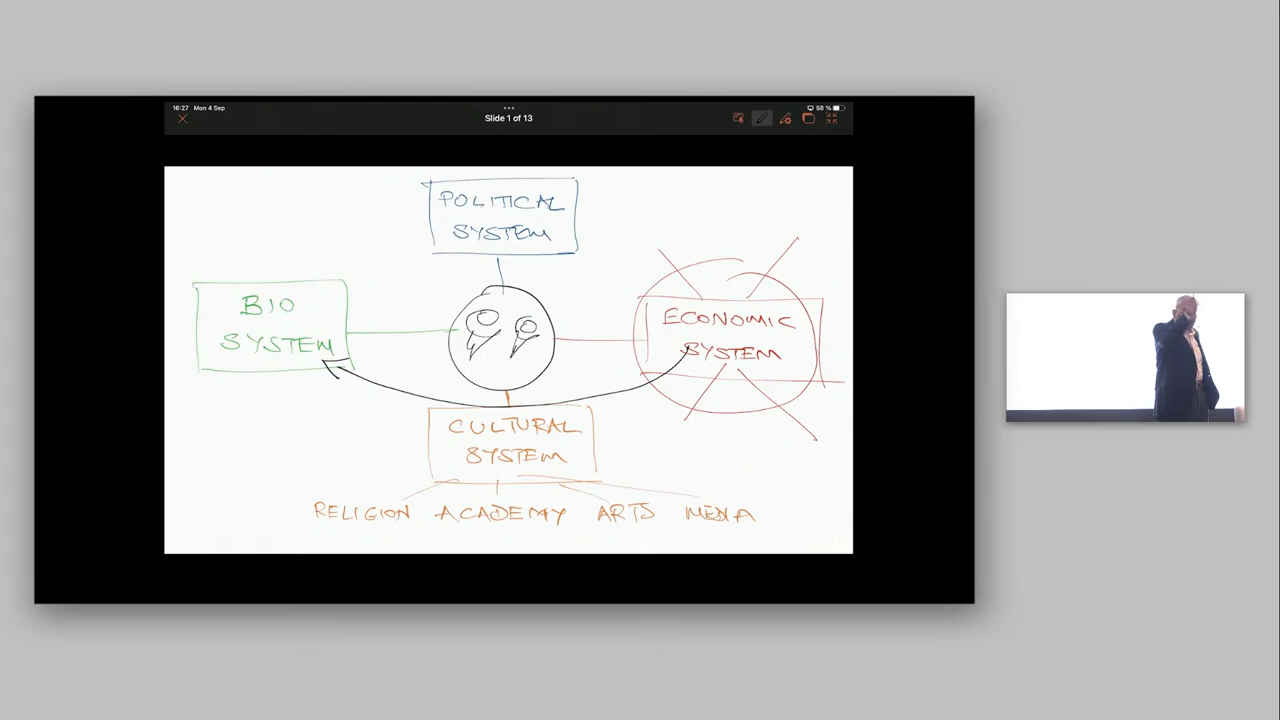 16:27 Mon 4 Sep
58 %
Slide 1 of 13
POLITICAL
SYSTEM
BIO
SYSTEM
ECONOMIC
SYSTEM
CULTURAL
SYSTEM
RELIGION ACADEMY ARTS MEDIA